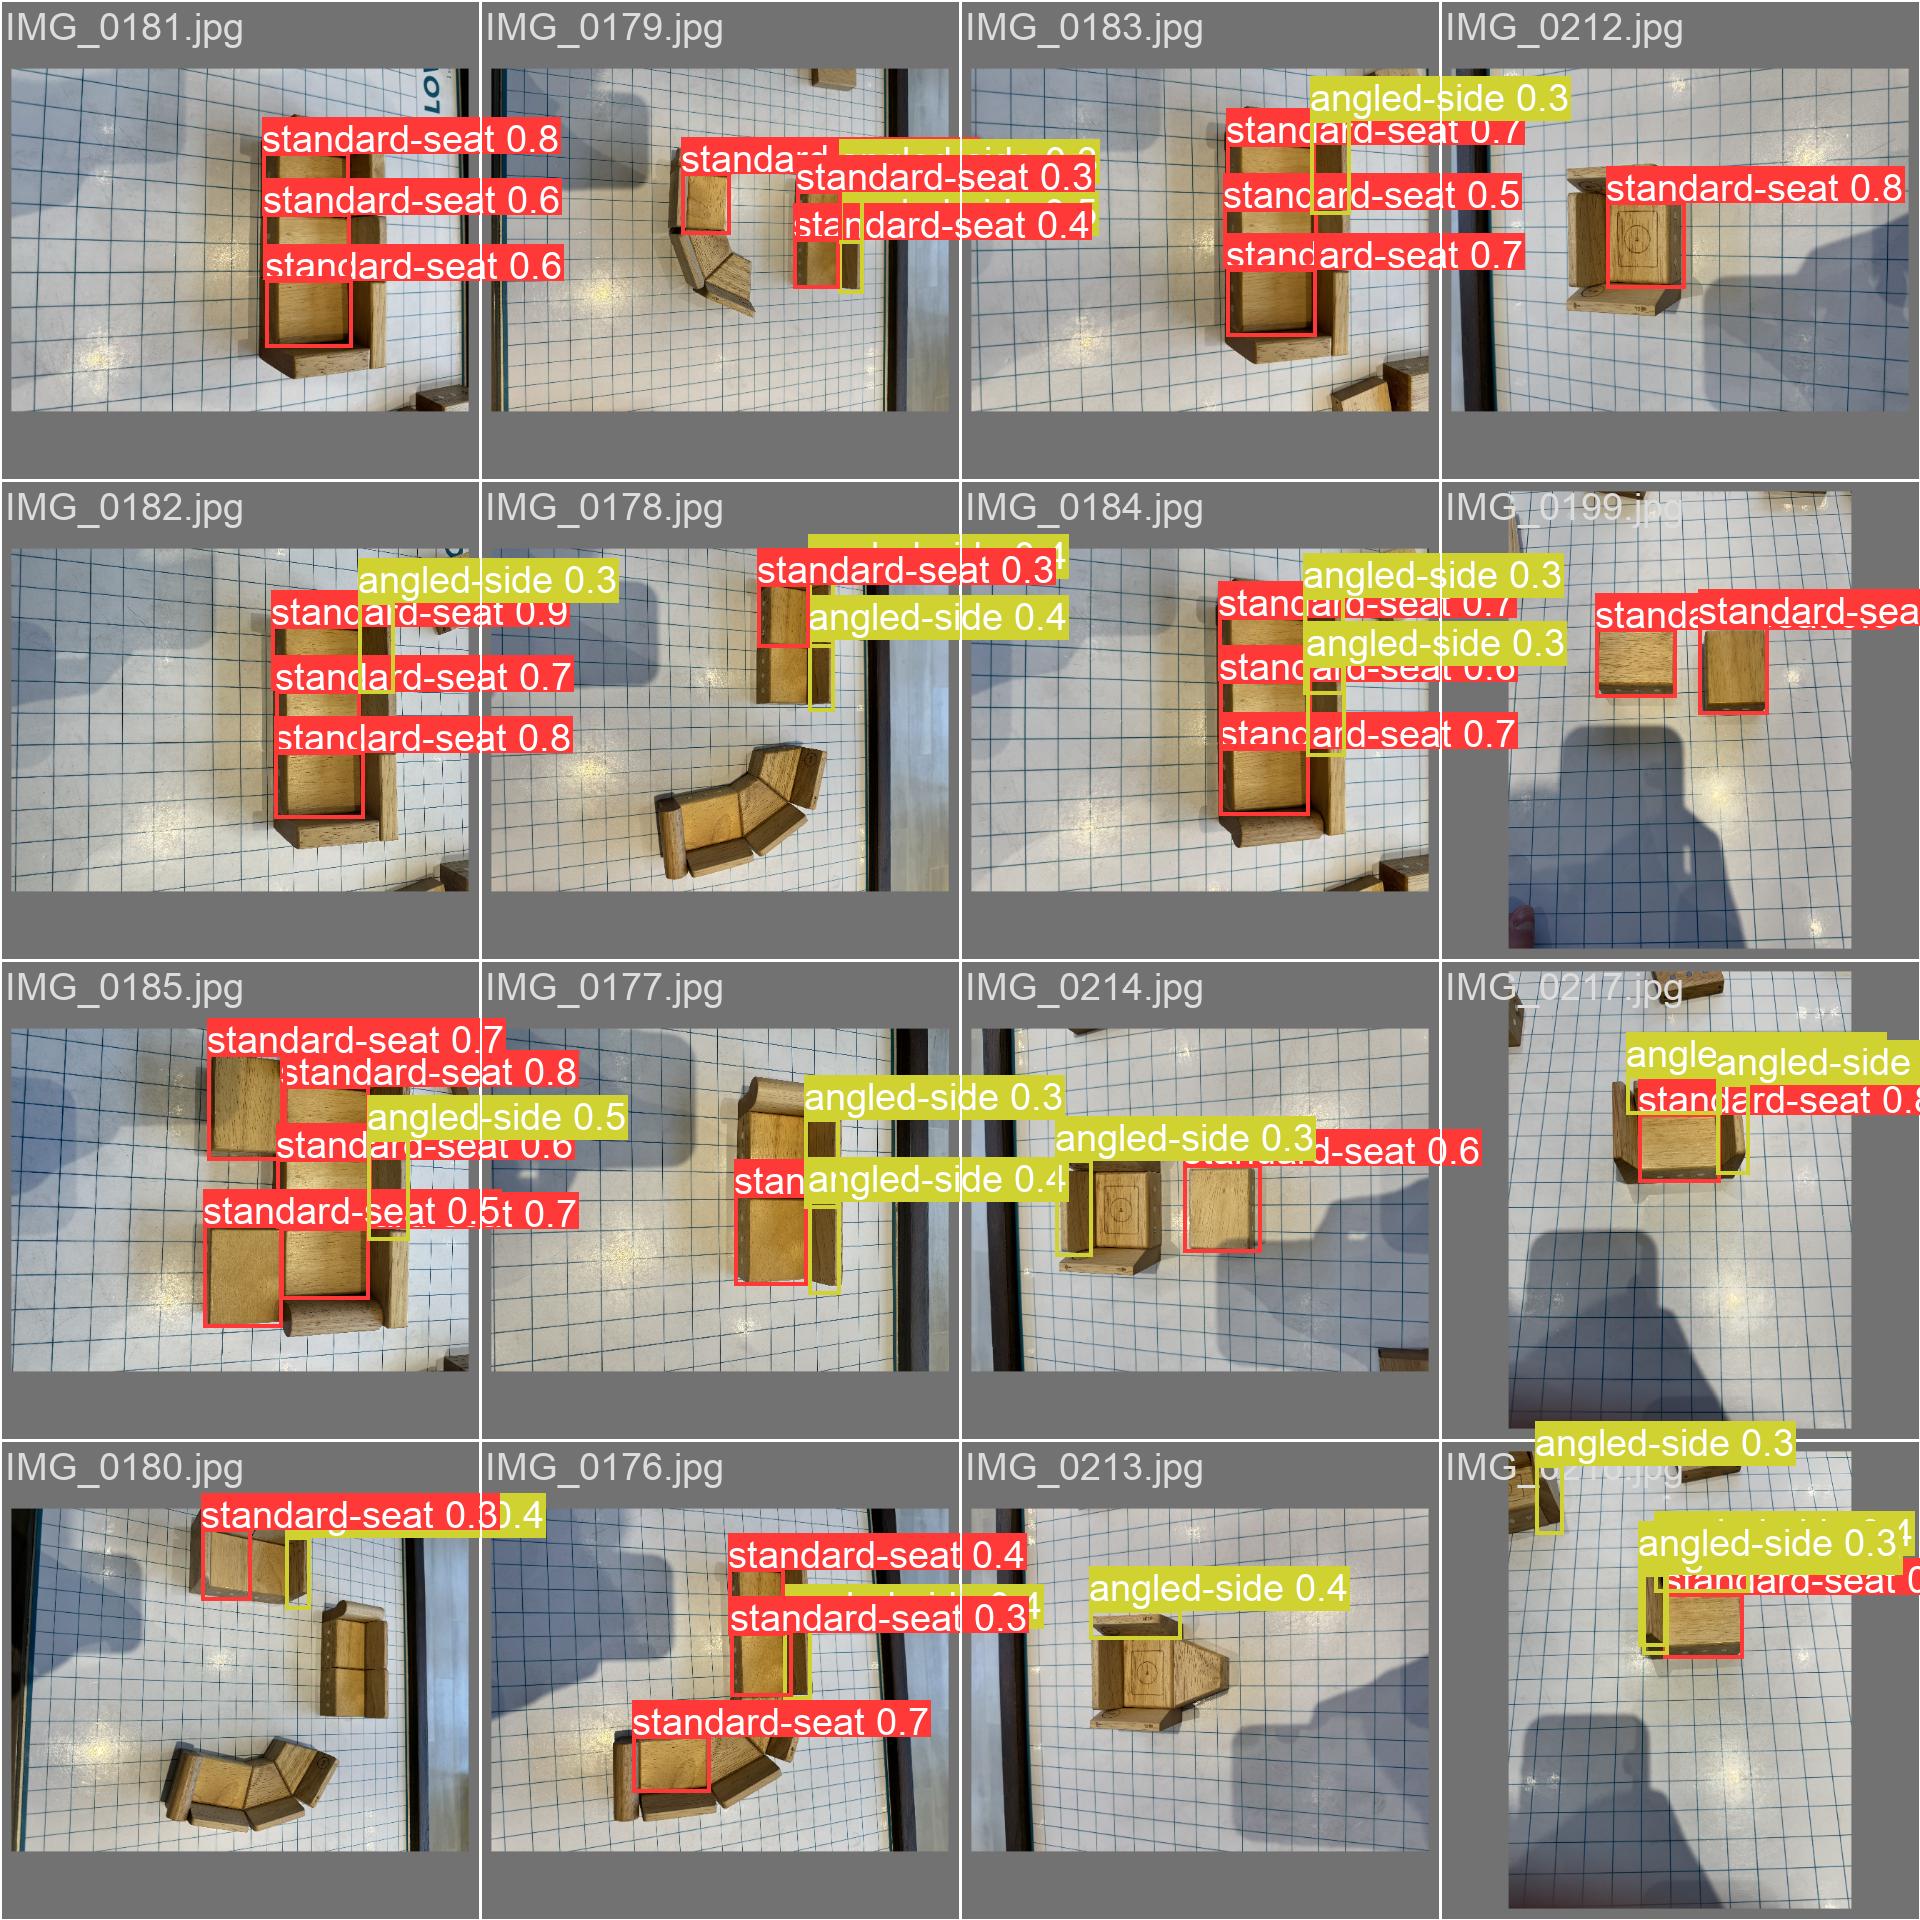 IMG_0181.jpg
standard-seat 0.8
standard-seat 0.6
standard-seat 0.6
IMG_0179.jpg
standard-seat 0.3
standard-seat 0.4
IMG_0183.jpg
angled-side 0.3
standard-seat 0.7
standard-seat 0.5
standard-seat 0.7
IMG_0212.jpg
standard-seat 0.8
IMG_0182.jpg
angled-side 0.3
standard-seat 0.9
standard-seat 0.7
standard-seat 0.8
IMG_0178.jpg
standard-seat 0.3
angled-side 0.4
IMG_0184.jpg
angled-side 0.3
standard-seat 0.7
angled-side 0.3
standard-seat 0.6
standard-seat 0.7
IMG_0199.jpg
standard-sea
IMG_0185.jpg
standard-seat 0.7
standard-seat 0.8
angled-side 0.5
standard-seat 0.6
standard-seat 0.5
t 0.7
IMG_0177.jpg
angled-side 0.3
stan
angled-side 0.4
IMG_0214.jpg
angled-side 0.3
d-seat 0.6
IMG_0217.jpg
angle
angled-side
standard-seat 0.8
IMG_0180.jpg
standard-seat 0.3
0.4
IMG_0176.jpg
standard-seat 0.4
standard-seat 0.3
standard-seat 0.7
IMG_0213.jpg
angled-side 0.4
angled-side 0.3
angled-side 0.3
standard-seat 0